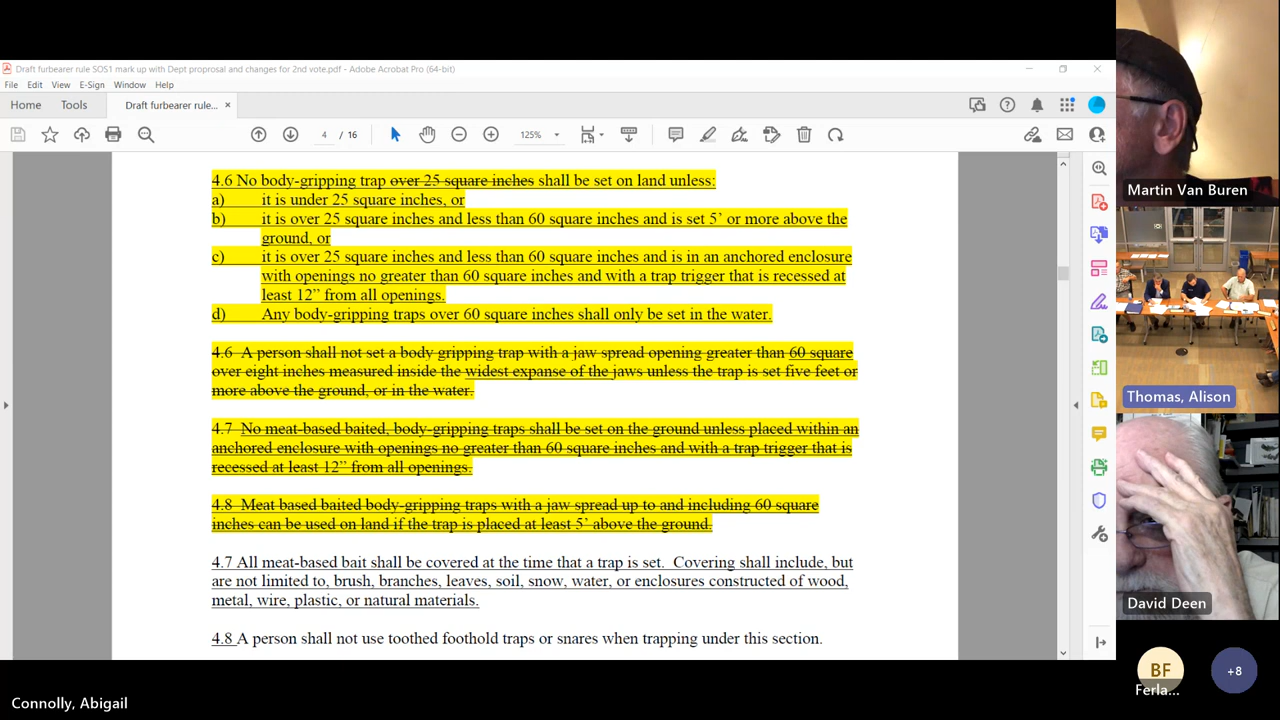 Draft furbearer rule SOS1 mark up with Dept proprosal and changes for 2nd vote.pdf - Adobe Acrobat Pro (64-bit)
File Edit View E-Sign Window Help
Home Tools Draft furbearer rule... ×
4 / 16 125%
4.6 No body-gripping trap over 25 square inches shall be set on land unless:
a) it is under 25 square inches, or
b) it is over 25 square inches and less than 60 square inches and is set 5’ or more above the
ground, or
c) it is over 25 square inches and less than 60 square inches and is in an anchored enclosure
with openings no greater than 60 square inches and with a trap trigger that is recessed at
least 12” from all openings.
d) Any body-gripping traps over 60 square inches shall only be set in the water.
4.6 A person shall not set a body gripping trap with a jaw spread opening greater than 60 square
over eight inches measured inside the widest expanse of the jaws unless the trap is set five feet or
more above the ground, or in the water.
4.7 No meat-based baited, body-gripping traps shall be set on the ground unless placed within an
anchored enclosure with openings no greater than 60 square inches and with a trap trigger that is
recessed at least 12” from all openings.
4.8 Meat based baited body-gripping traps with a jaw spread up to and including 60 square
inches can be used on land if the trap is placed at least 5’ above the ground.
4.7 All meat-based bait shall be covered at the time that a trap is set. Covering shall include, but
are not limited to, brush, branches, leaves, soil, snow, water, or enclosures constructed of wood,
metal, wire, plastic, or natural materials.
4.8 A person shall not use toothed foothold traps or snares when trapping under this section.
Martin Van Buren
Thomas, Alison
David Deen
BF
+8
Ferla...
Connolly, Abigail